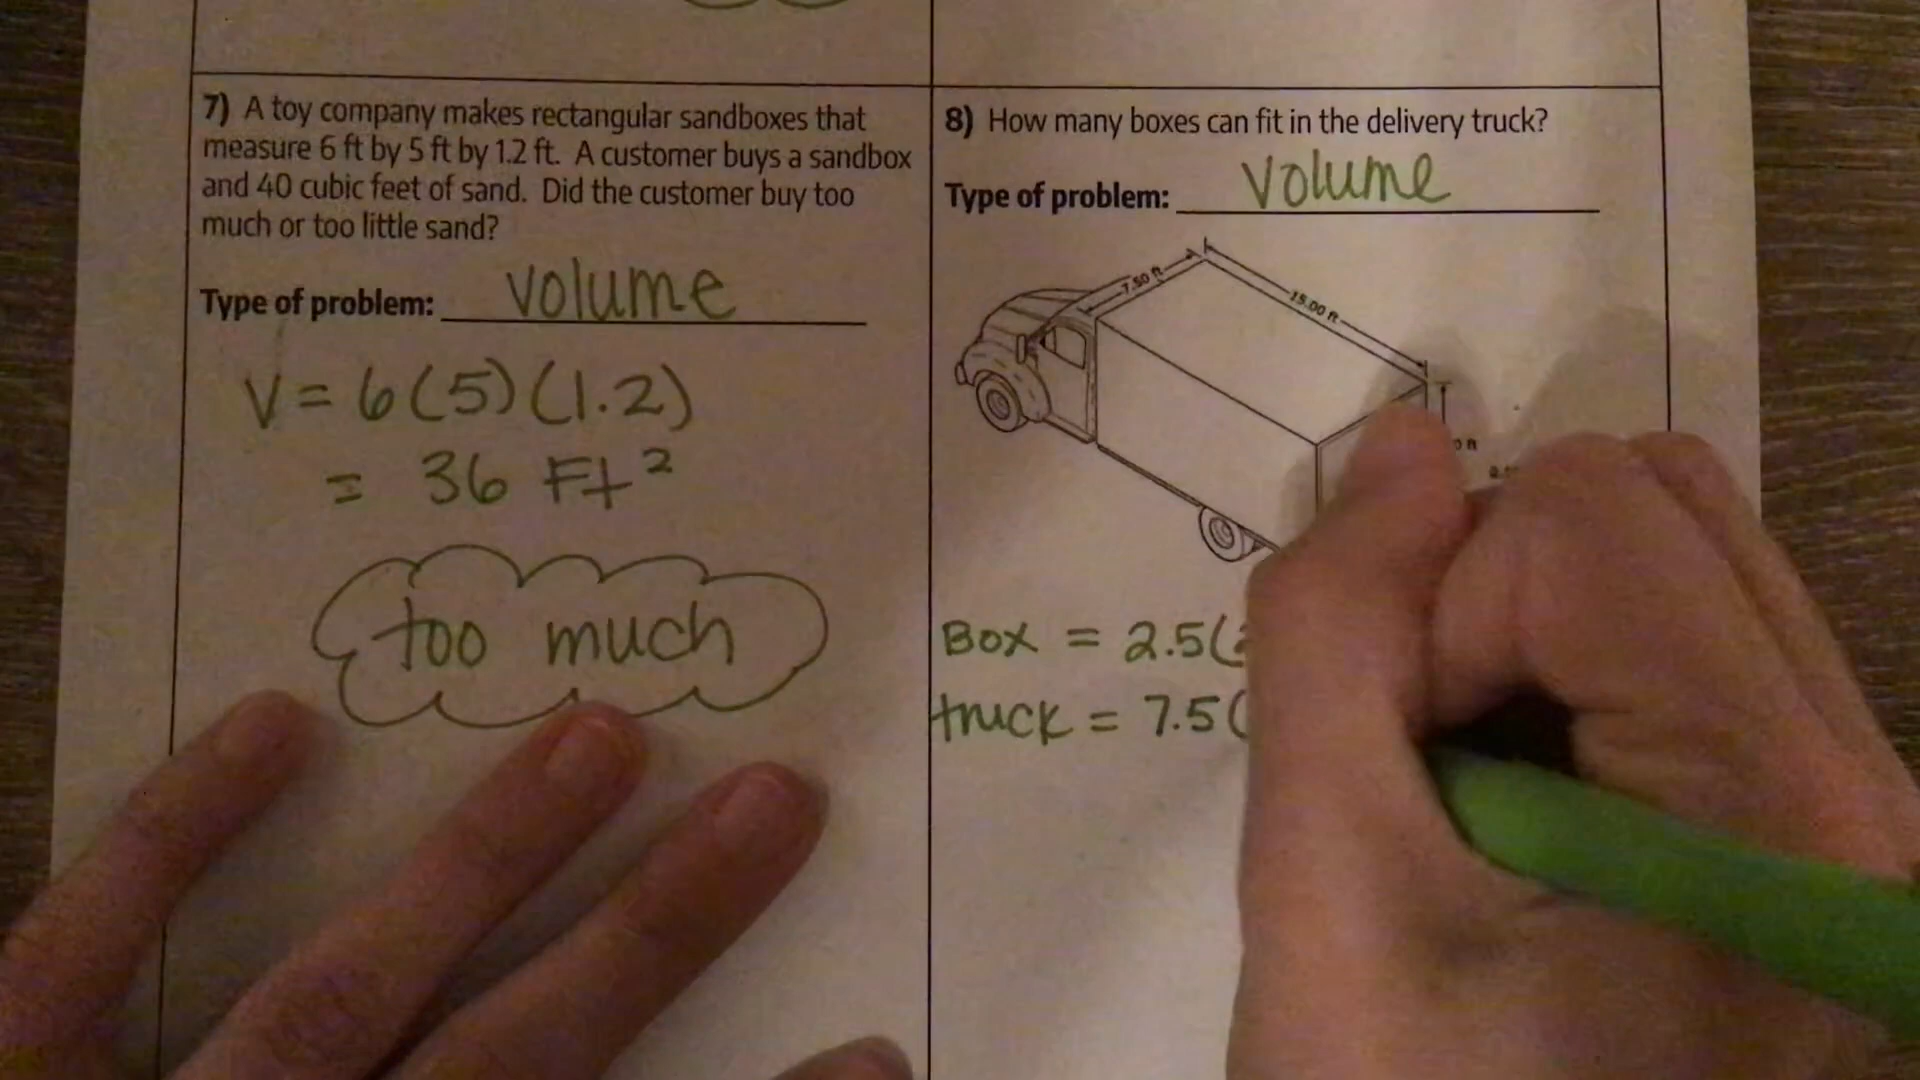 7) A toy company makes rectangular sandboxes that
measure 6 ft by 5 ft by 1.2 ft. A customer buys a sandbox
and 40 cubic feet of sand. Did the customer buy too
much or too little sand?
Type of problem: volume
V = 6(5)(1.2)
= 36 Ft²
too much
8) How many boxes can fit in the delivery truck?
Type of problem: volume
7.50 ft
15.00 ft
0 ft
Box = 2.5(
truck = 7.5(